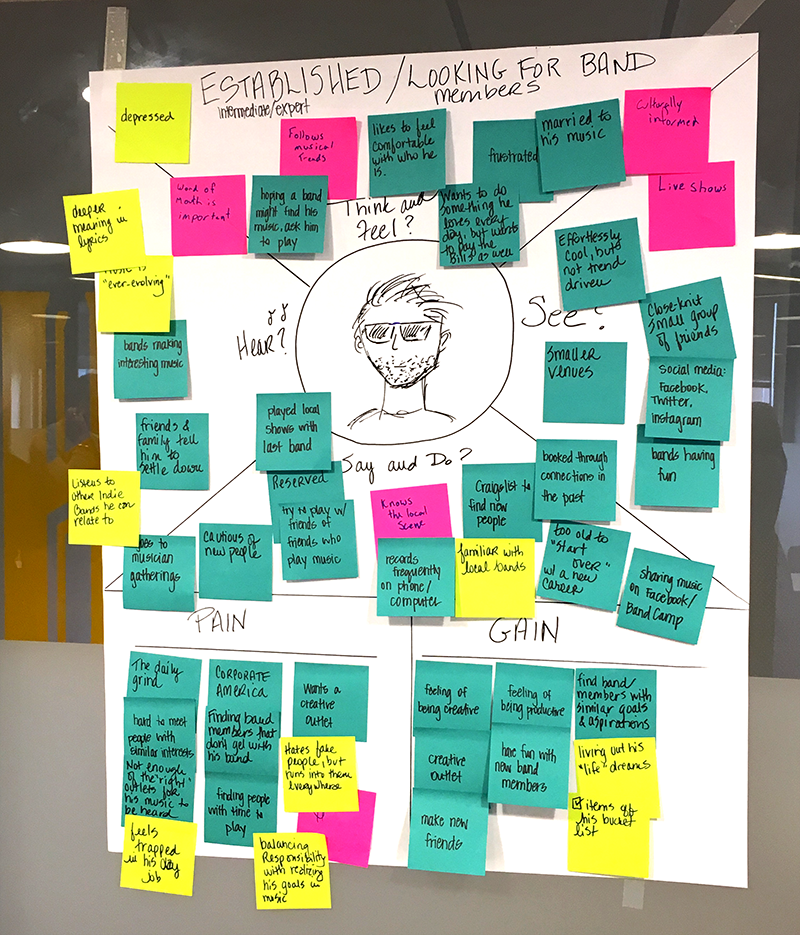 ESTABLISHED / LOOKING FOR BAND
members
intermediate/expert
depressed
Follows
musical
Trends
likes to feel
comfortable
with who he
is.
frustrated
married to
his music
Culturally
informed
Word of
Mouth is
important
hoping a band
might find his
music, ask him
to play
Think and
Feel?
Wants to do
something he
loves every
day, but wants
to pay the
Bills as well
Live shows
deeper
meaning in
lyrics
music is
"ever-evolving"
bands making
interesting music
Hear?
See?
Effortlessly
cool, but
not trend
driven
Close-knit
Small group
of friends
Smaller
venues
Social media:
Facebook,
Twitter,
instagram
friends &
family tell
him to
settle down
played local
shows with
last band
Say and Do?
booked through
connections in
the past
bands having
fun
Listens to
other Indie
Bands he can
relate to
goes to
musician
gatherings
cautious of
new people
Reserved
try to play w/
friends of
friends who
play music
Knows
the local
Scene
Craigslist to
find new
people
records
frequently
on phone/
computer
familiar with
local bands
too old to
"start
over"
w/ a new
career
sharing music
on Facebook/
Band Camp
PAIN
The daily
grind
CORPORATE
AMERICA
Wants a
creative
outlet
hard to meet
people with
similar interests
Finding band
members that
don't gel with
his band
Hates fake
people, but
runs into them
everywhere
Not enough
of the "right"
outlets for
his music to
be heard
finding people
with time to
play
feels
trapped
in his day
job
balancing
Responsibility
with realizing
his goals in
music
GAIN
feeling of
being creative
feeling of
being productive
find band
members with
similar goals
& aspirations
creative
outlet
have fun with
new band
members
living out his
"life" dreams
make new
friends
☑ items of
his bucket
list